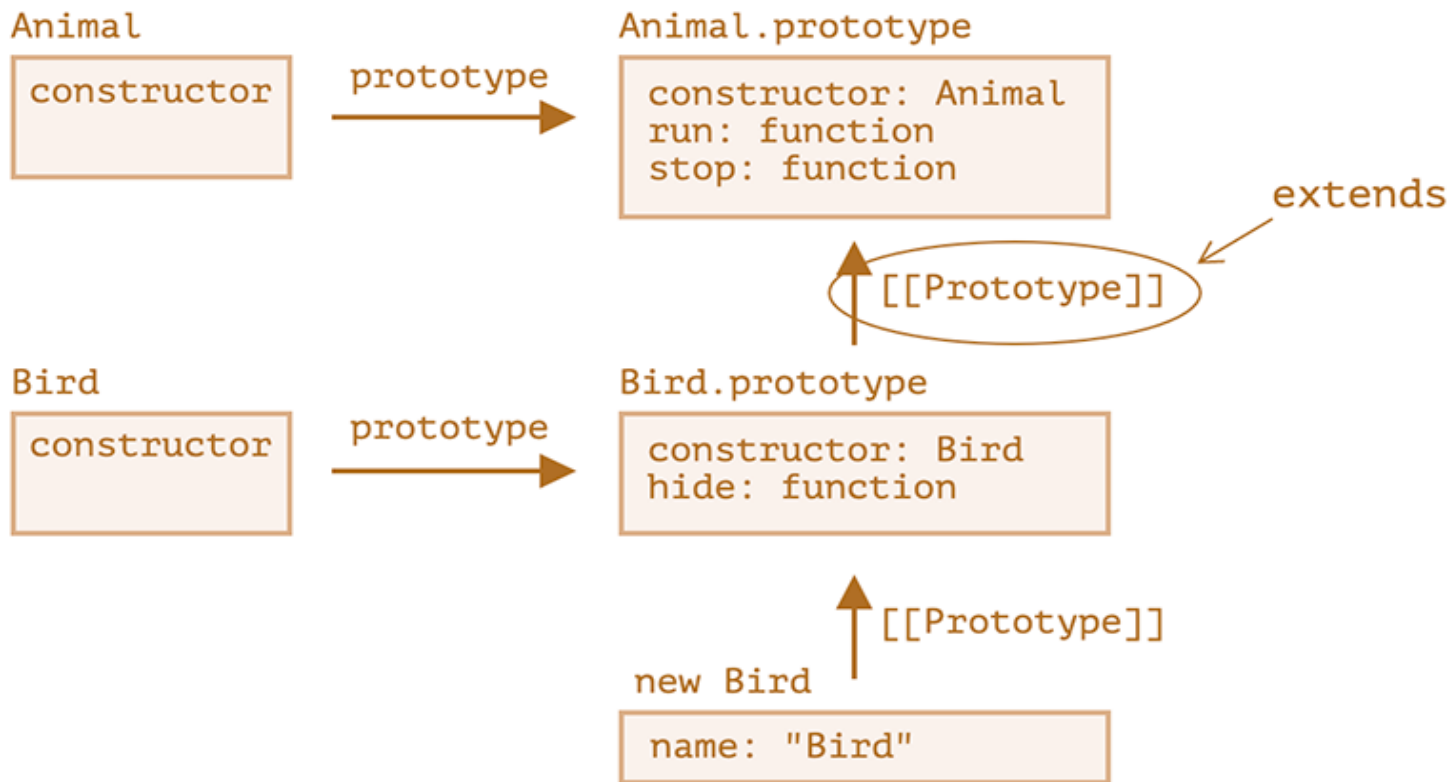 Animal
constructor
prototype
Animal.prototype
constructor: Animal
run: function
stop: function
extends
[[Prototype]]
Bird
constructor
prototype
Bird.prototype
constructor: Bird
hide: function
[[Prototype]]
new Bird
name: "Bird"